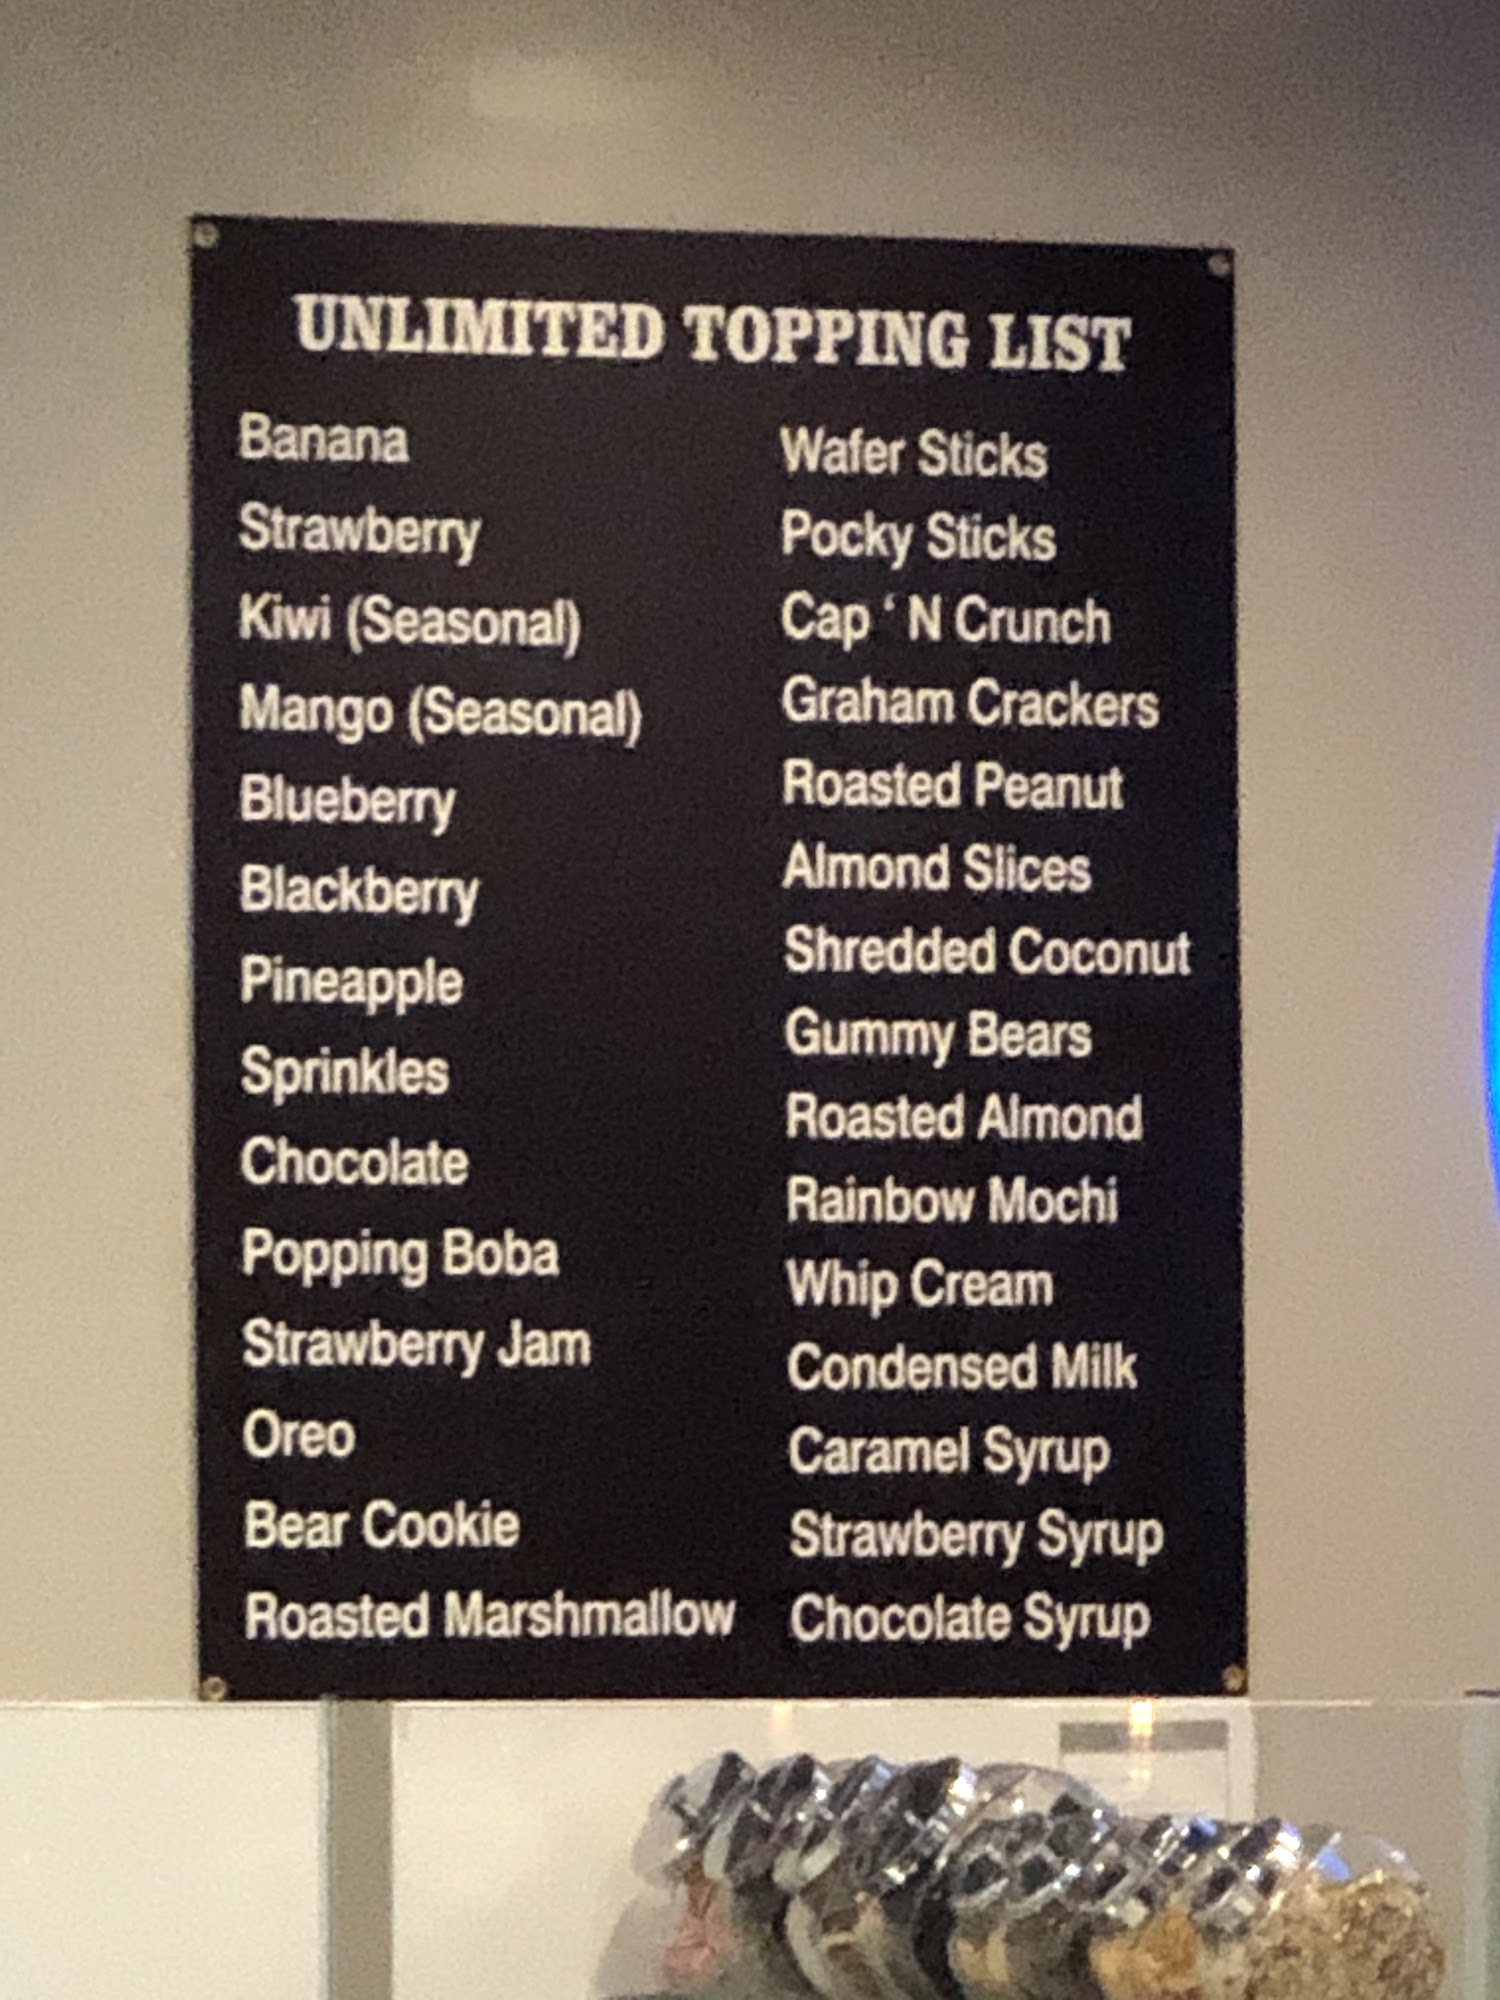 UNLIMITED TOPPING LIST
Banana
Strawberry
Kiwi (Seasonal)
Mango (Seasonal)
Blueberry
Blackberry
Pineapple
Sprinkles
Chocolate
Popping Boba
Strawberry Jam
Oreo
Bear Cookie
Roasted Marshmallow
Wafer Sticks
Pocky Sticks
Cap ‘ N Crunch
Graham Crackers
Roasted Peanut
Almond Slices
Shredded Coconut
Gummy Bears
Roasted Almond
Rainbow Mochi
Whip Cream
Condensed Milk
Caramel Syrup
Strawberry Syrup
Chocolate Syrup